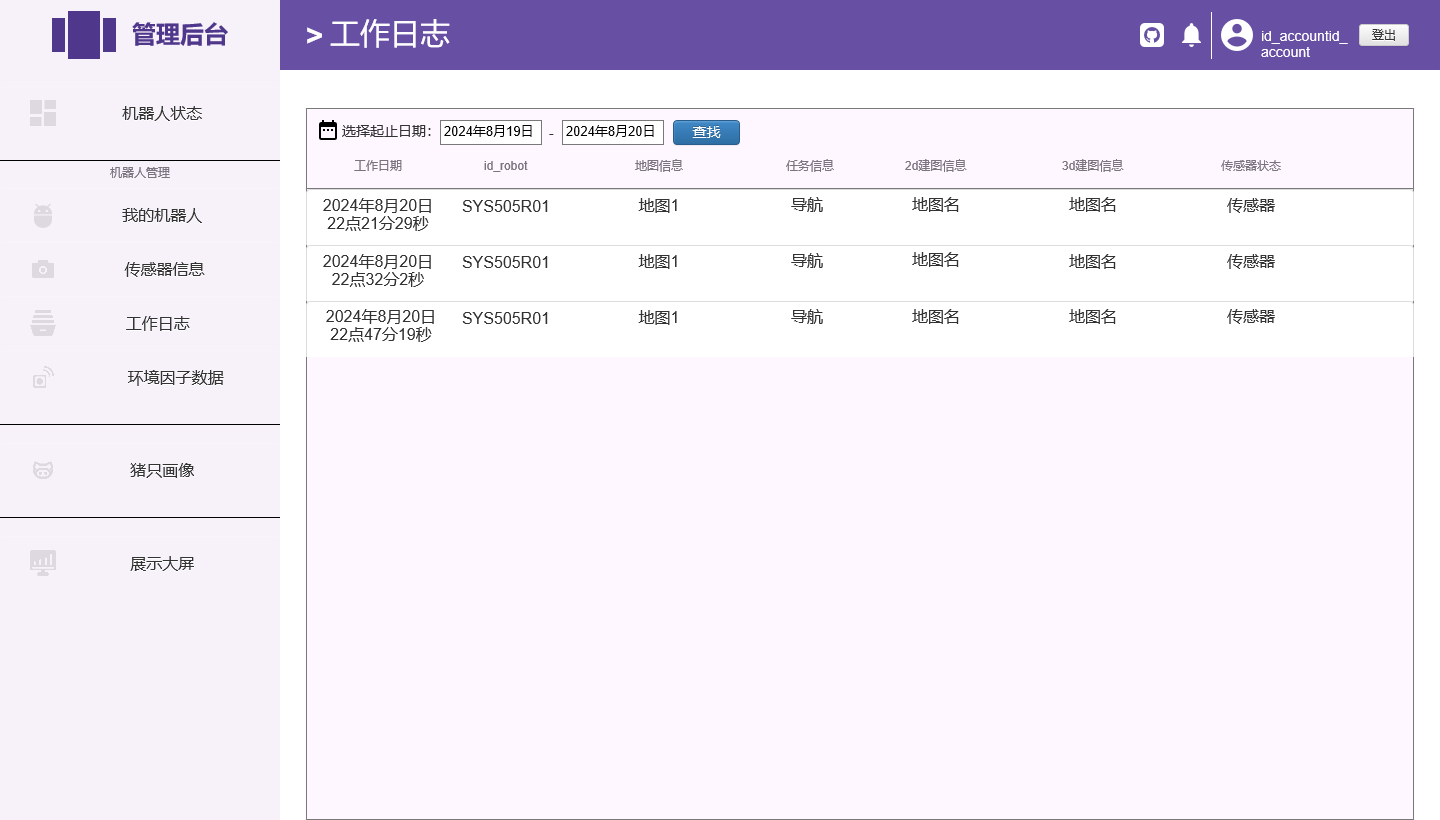 管理后台
> 工作日志
id_accountid_
account
登出
机器人状态
机器人管理
我的机器人
传感器信息
工作日志
环境因子数据
猪只画像
展示大屏
选择起止日期: 2024年8月19日 - 2024年8月20日 查找
工作日期 id_robot 地图信息 任务信息 2d建图信息 3d建图信息 传感器状态
2024年8月20日
22点21分29秒 SYS505R01 地图1 导航 地图名 地图名 传感器
2024年8月20日
22点32分2秒 SYS505R01 地图1 导航 地图名 地图名 传感器
2024年8月20日
22点47分19秒 SYS505R01 地图1 导航 地图名 地图名 传感器